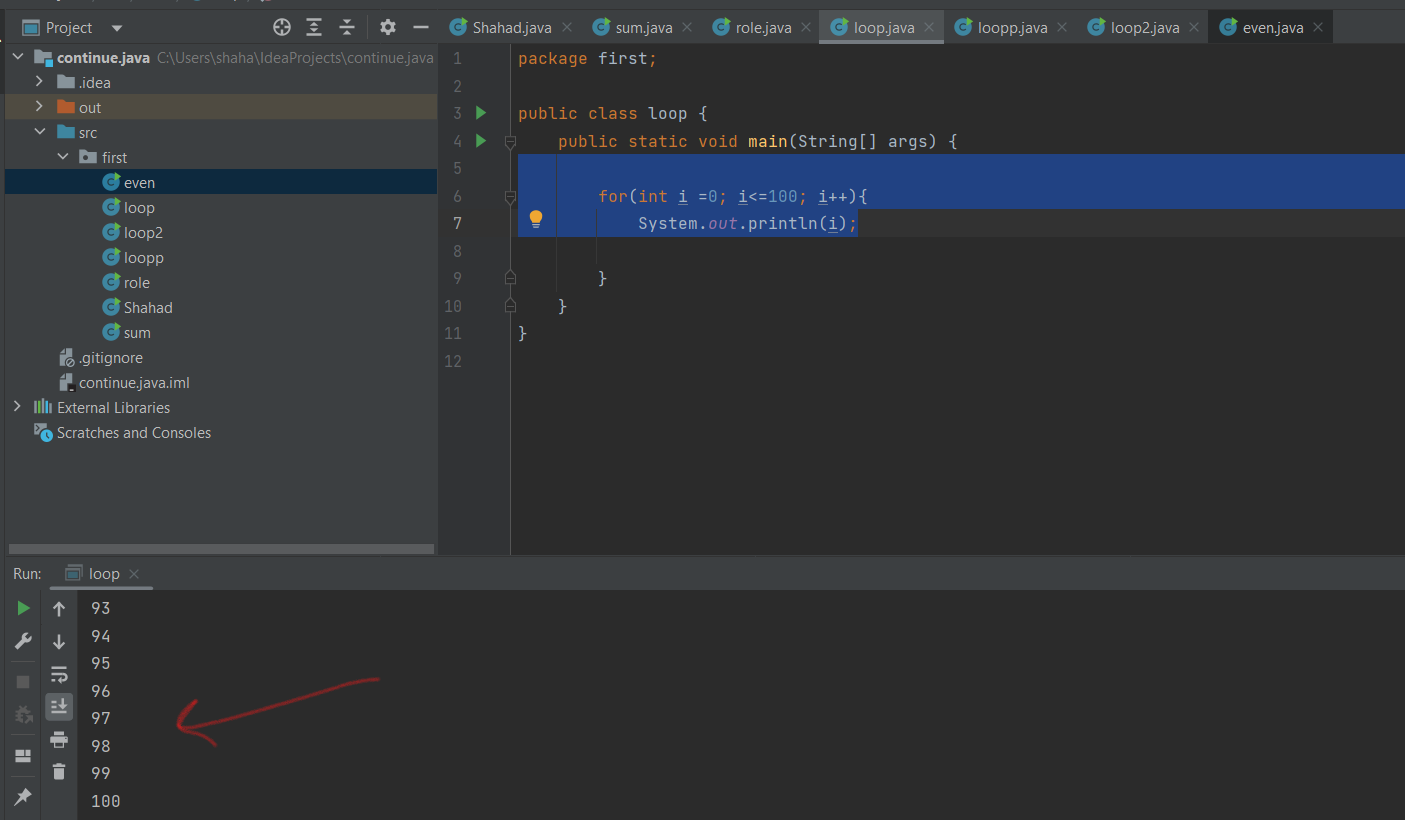 Project
continue.java C:\Users\shaha\IdeaProjects\continue.java
.idea
out
src
first
even
loop
loop2
loopp
role
Shahad
sum
.gitignore
continue.java.iml
External Libraries
Scratches and Consoles
Shahad.java sum.java role.java loop.java loopp.java loop2.java even.java
1 package first;
2
3 public class loop {
4 public static void main(String[] args) {
5
6 for(int i =0; i<=100; i++){
7 System.out.println(i);
8
9 }
10 }
11 }
12
Run: loop
93
94
95
96
97
98
99
100